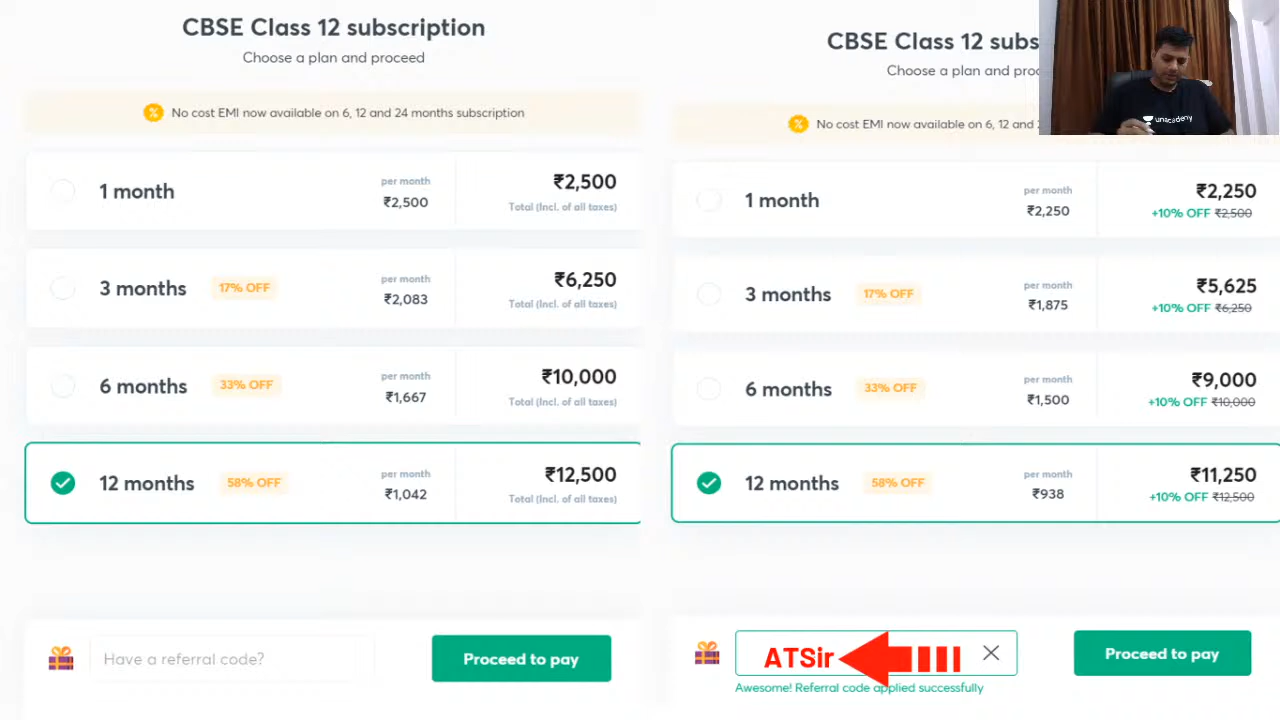 CBSE Class 12 subscription
Choose a plan and proceed
% No cost EMI now available on 6, 12 and 24 months subscription
1 month
per month
₹2,500
₹2,500
Total (Incl. of all taxes)
3 months
17% OFF
per month
₹2,083
₹6,250
Total (Incl. of all taxes)
6 months
33% OFF
per month
₹1,667
₹10,000
Total (Incl. of all taxes)
12 months
58% OFF
per month
₹1,042
₹12,500
Total (Incl. of all taxes)
Have a referral code?
Proceed to pay
CBSE Class 12 subs
Choose a plan and
% No cost EMI now available on 6, 12 and
1 month
per month
₹2,250
₹2,250
+10% OFF ₹2,500
3 months
17% OFF
per month
₹1,875
₹5,625
+10% OFF ₹6,250
6 months
33% OFF
per month
₹1,500
₹9,000
+10% OFF ₹10,000
12 months
58% OFF
per month
₹938
₹11,250
+10% OFF ₹12,500
ATSir
Awesome! Referral code applied successfully
Proceed to pay
unacademy